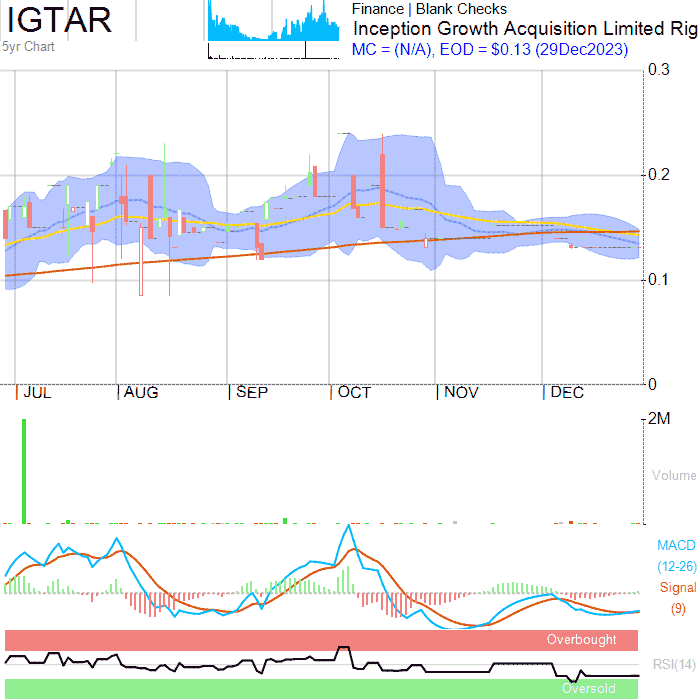 IGTAR
5yr Chart
Finance | Blank Checks
Inception Growth Acquisition Limited Rig
MC = (N/A), EOD = $0.13 (29Dec2023)
0.3
0.2
0.1
0
JUL AUG SEP OCT NOV DEC
2M
Volume
MACD
(12-26)
Signal
(9)
Overbought
RSI(14)
Oversold